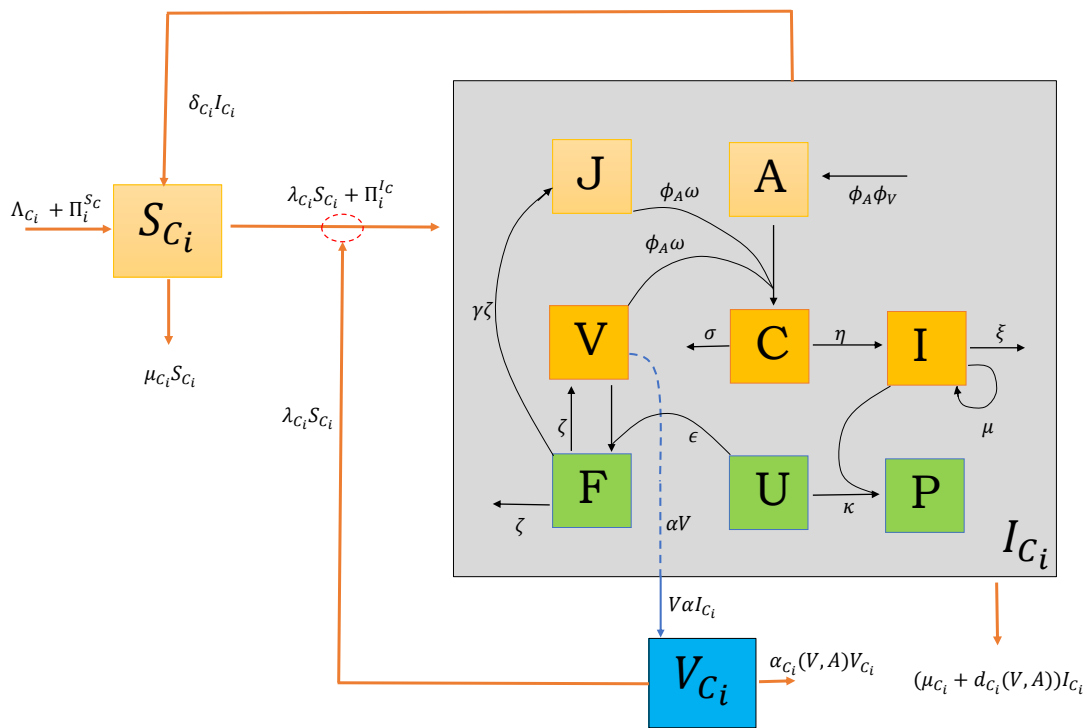 δ_{C_i} I_{C_i}
Λ_{C_i} + Π_i^{S_C}
S_{C_i}
λ_{C_i} S_{C_i} + Π_i^{I_C}
μ_{C_i} S_{C_i}
λ_{C_i} S_{C_i}
J
ϕ_A ω
A
ϕ_A ϕ_V
ϕ_A ω
γζ
V
σ
C
η
I
ξ
μ
ζ
ϵ
F
U
κ
P
ζ
αV
I_{C_i}
VαI_{C_i}
V_{C_i}
α_{C_i}(V, A)V_{C_i}
(μ_{C_i} + d_{C_i}(V, A))I_{C_i}